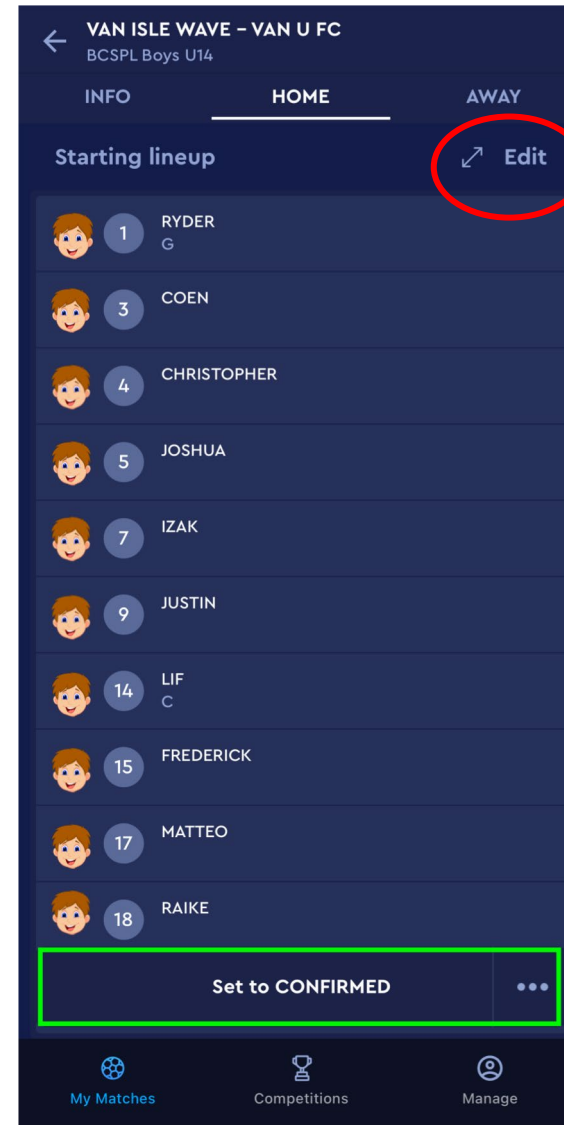 VAN ISLE WAVE – VAN U FC
BCSPL Boys U14
INFO HOME AWAY
Starting lineup Edit
1 RYDER
G
3 COEN
4 CHRISTOPHER
5 JOSHUA
7 IZAK
9 JUSTIN
14 LIF
C
15 FREDERICK
17 MATTEO
18 RAIKE
Set to CONFIRMED
My Matches Competitions Manage